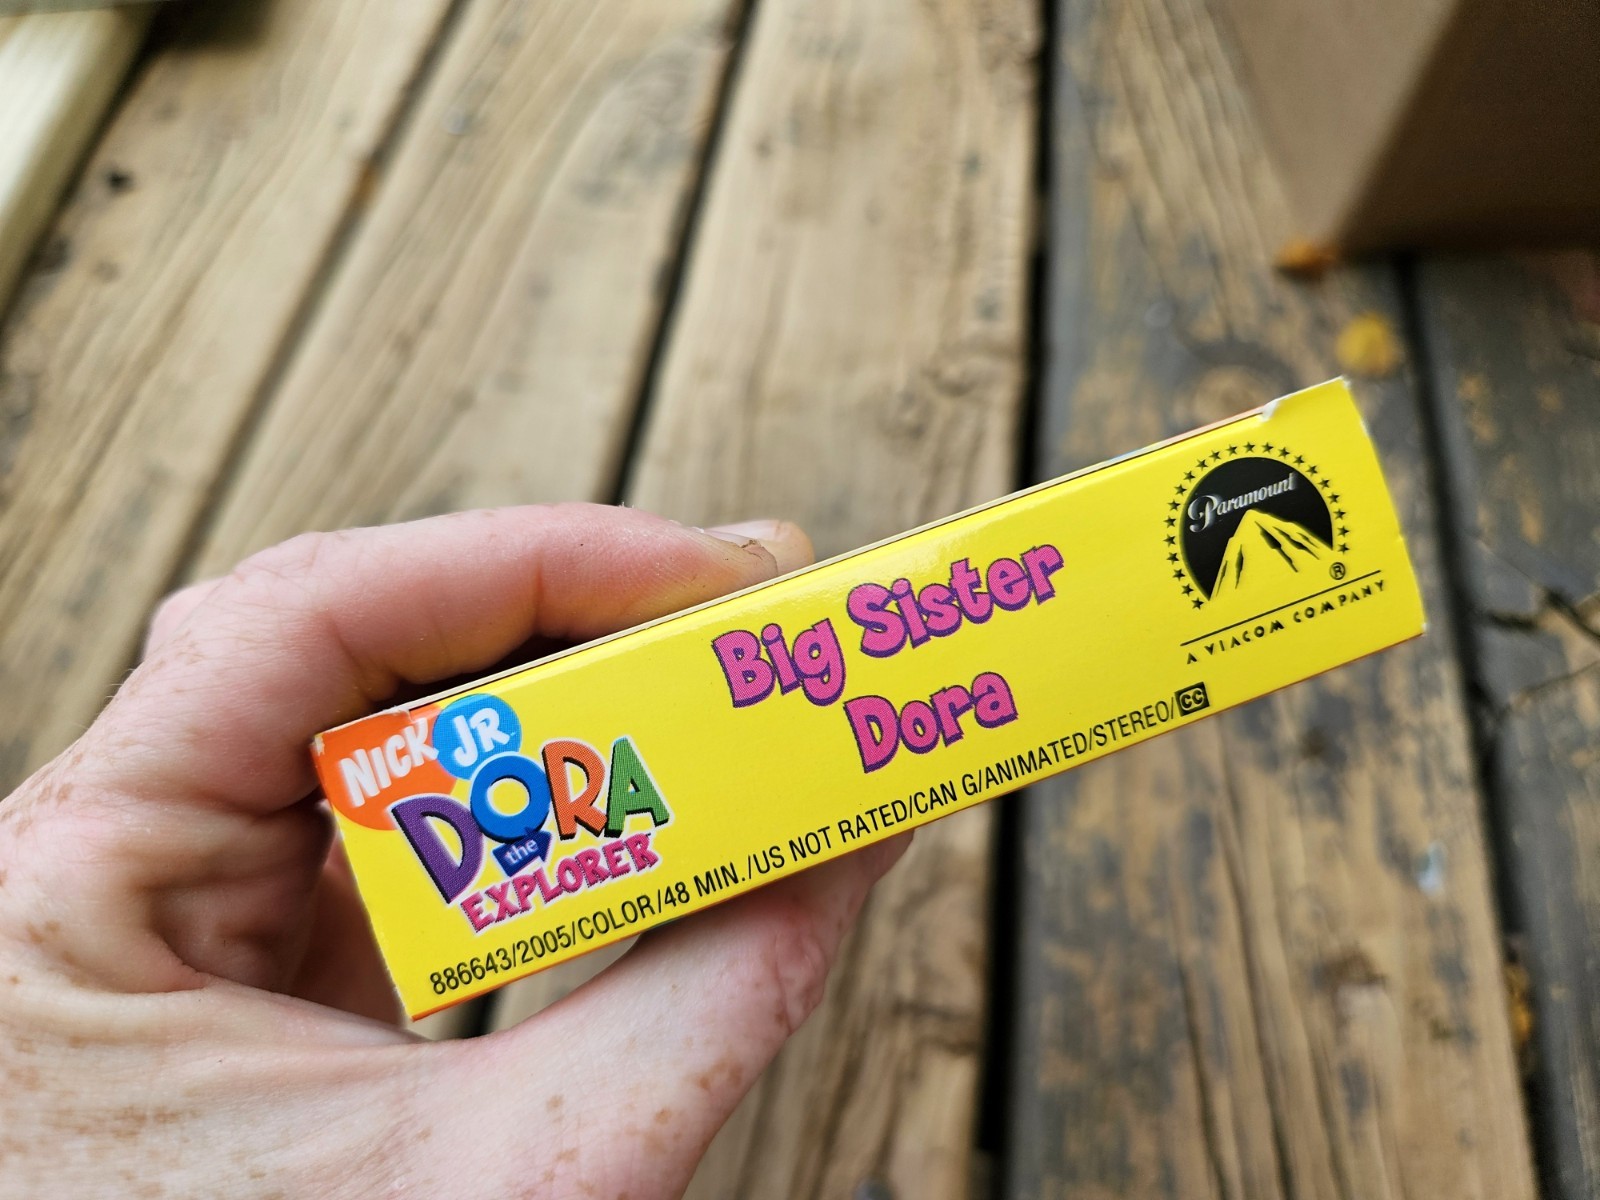 NICK JR
DORA
the
EXPLORER
Big Sister
Dora
886643/2005/COLOR/48 MIN./US NOT RATED/CAN G/ANIMATED/STEREO/CC
Paramount
®
A VIACOM COMPANY